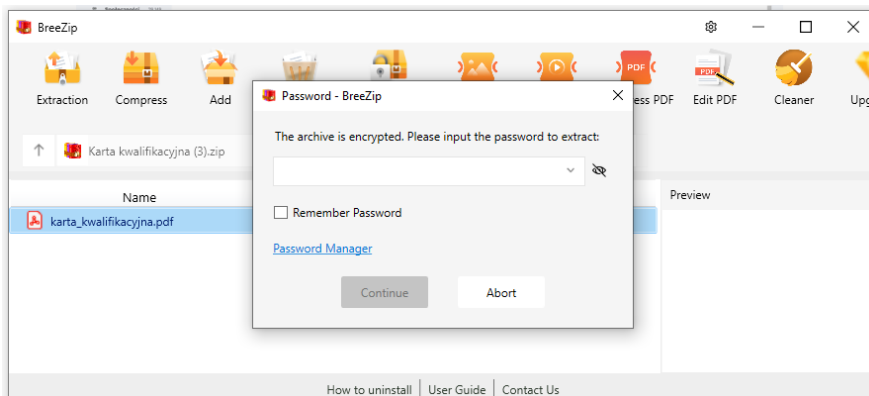 BreeZip
Extraction
Compress
Add
PDF
ess PDF
PDF
Edit PDF
Cleaner
Upg
Password - BreeZip
The archive is encrypted. Please input the password to extract:
Remember Password
Password Manager
Continue
Abort
Karta kwalifikacyjna (3).zip
Name
Preview
karta_kwalifikacyjna.pdf
How to uninstall
User Guide
Contact Us